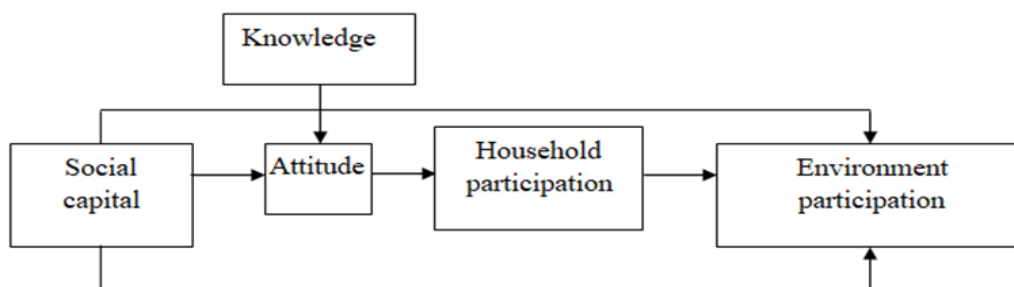 Knowledge
Social
capital
Attitude
Household
participation
Environment
participation